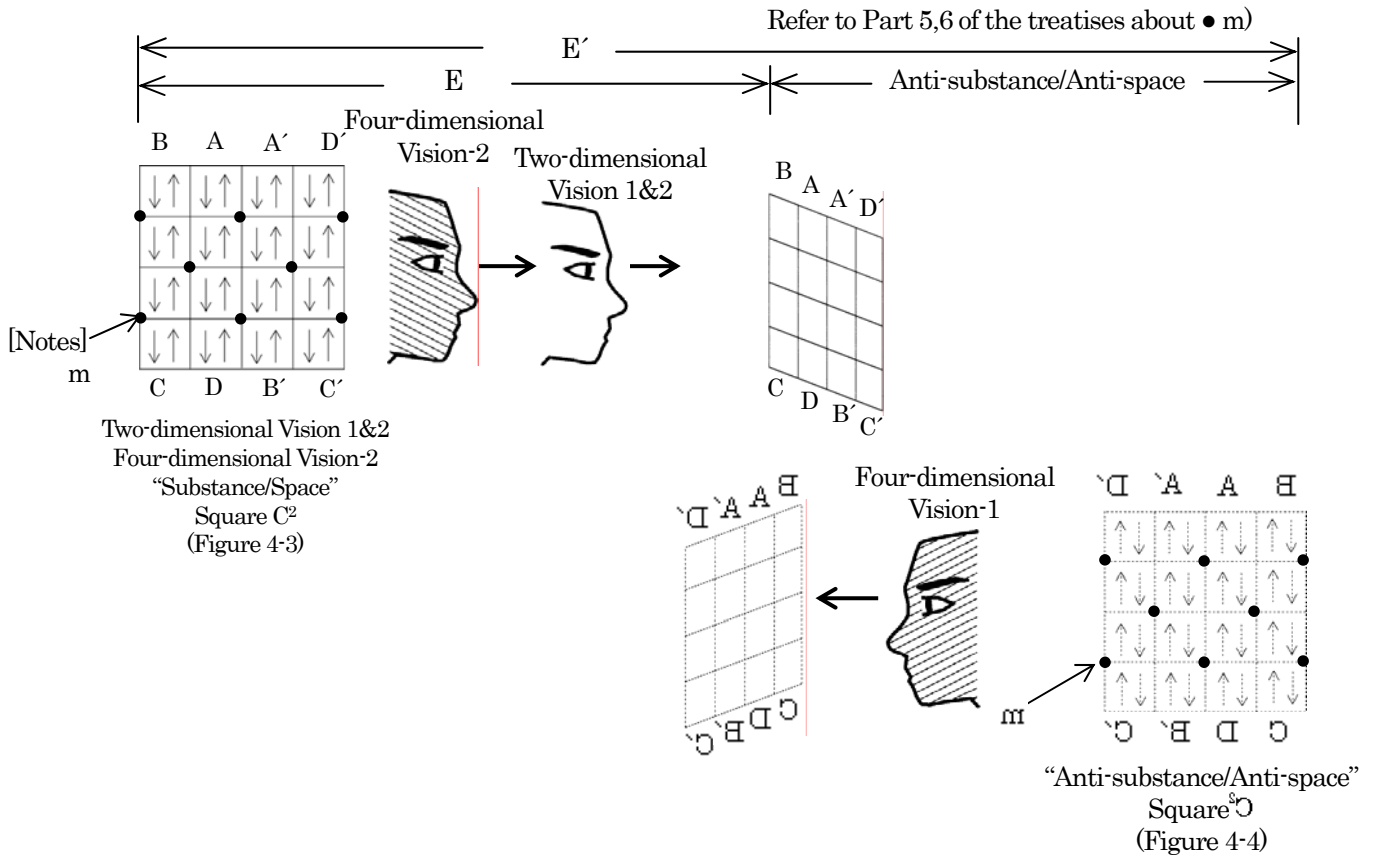 Refer to Part 5,6 of the treatises about ● m)
E´
E
Anti-substance/Anti-space
Four-dimensional
Vision-2
Two-dimensional
Vision 1&2
B A A´ D´
B A A´ D´
[Notes]
m
C D B´ C´
C D B´ C´
Two-dimensional Vision 1&2
Four-dimensional Vision-2
“Substance/Space”
Square C²
(Figure 4-3)
Four-dimensional
Vision-1
D´ A´ A B
D´ A´ A B
m
C´ B´ D C
C´ B´ D C
“Anti-substance/Anti-space”
Square ²C
(Figure 4-4)